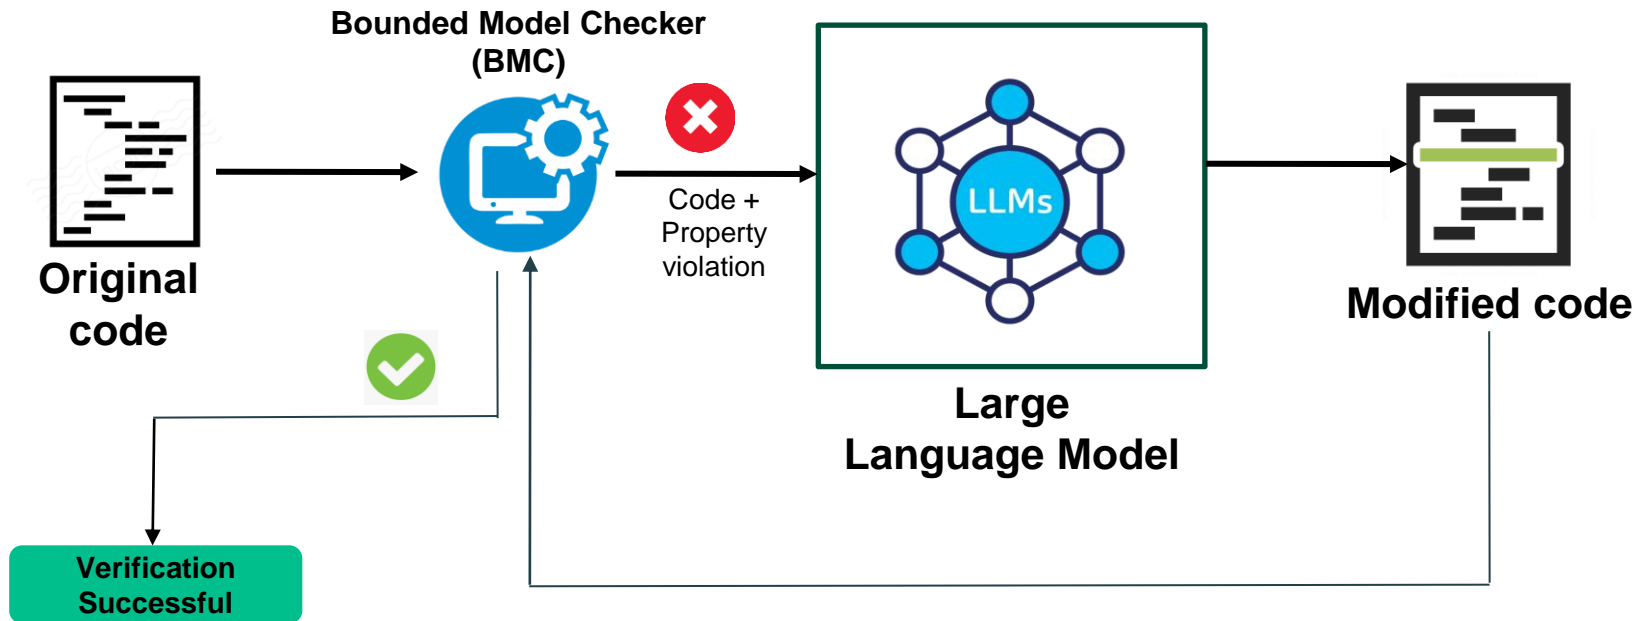 Bounded Model Checker
(BMC)
Original
code
Code +
Property
violation
LLMs
Large
Language Model
Modified code
Verification
Successful